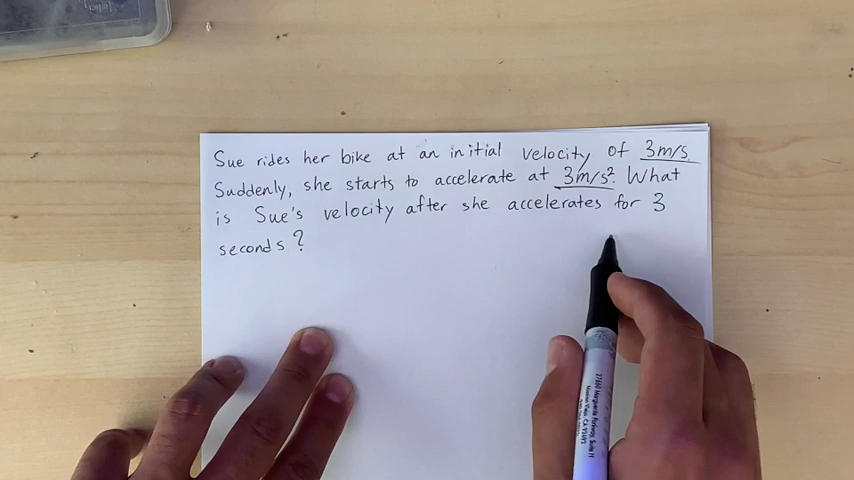 Sue rides her bike at an initial velocity of 3m/s.
Suddenly, she starts to accelerate at 3m/s². What
is Sue's velocity after she accelerates for 3
seconds?